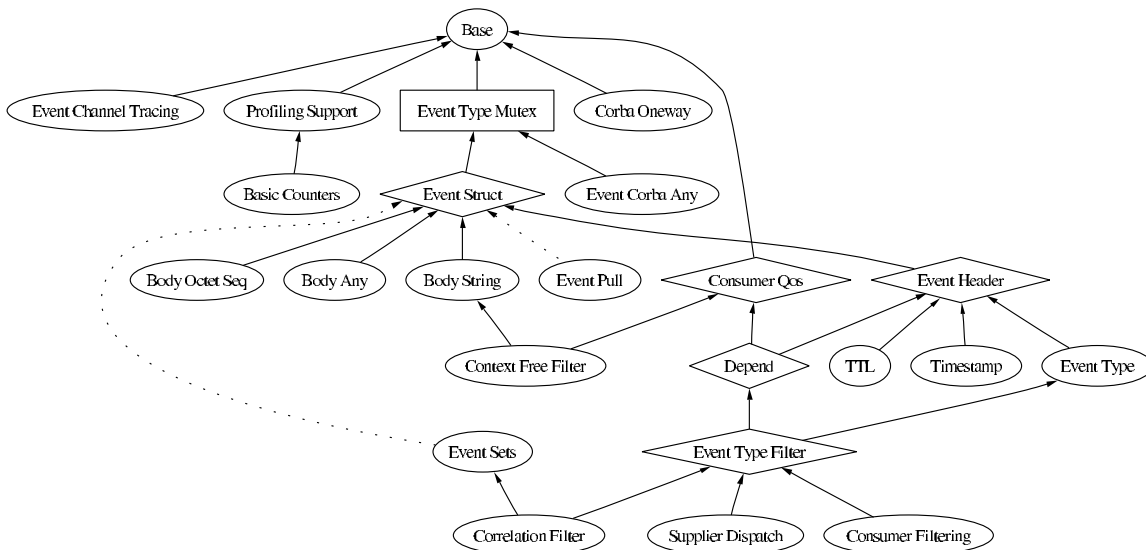 Base
Event Channel Tracing
Profiling Support
Event Type Mutex
Corba Oneway
Basic Counters
Event Struct
Event Corba Any
Body Octet Seq
Body Any
Body String
Event Pull
Consumer Qos
Event Header
Context Free Filter
Depend
TTL
Timestamp
Event Type
Event Sets
Event Type Filter
Correlation Filter
Supplier Dispatch
Consumer Filtering